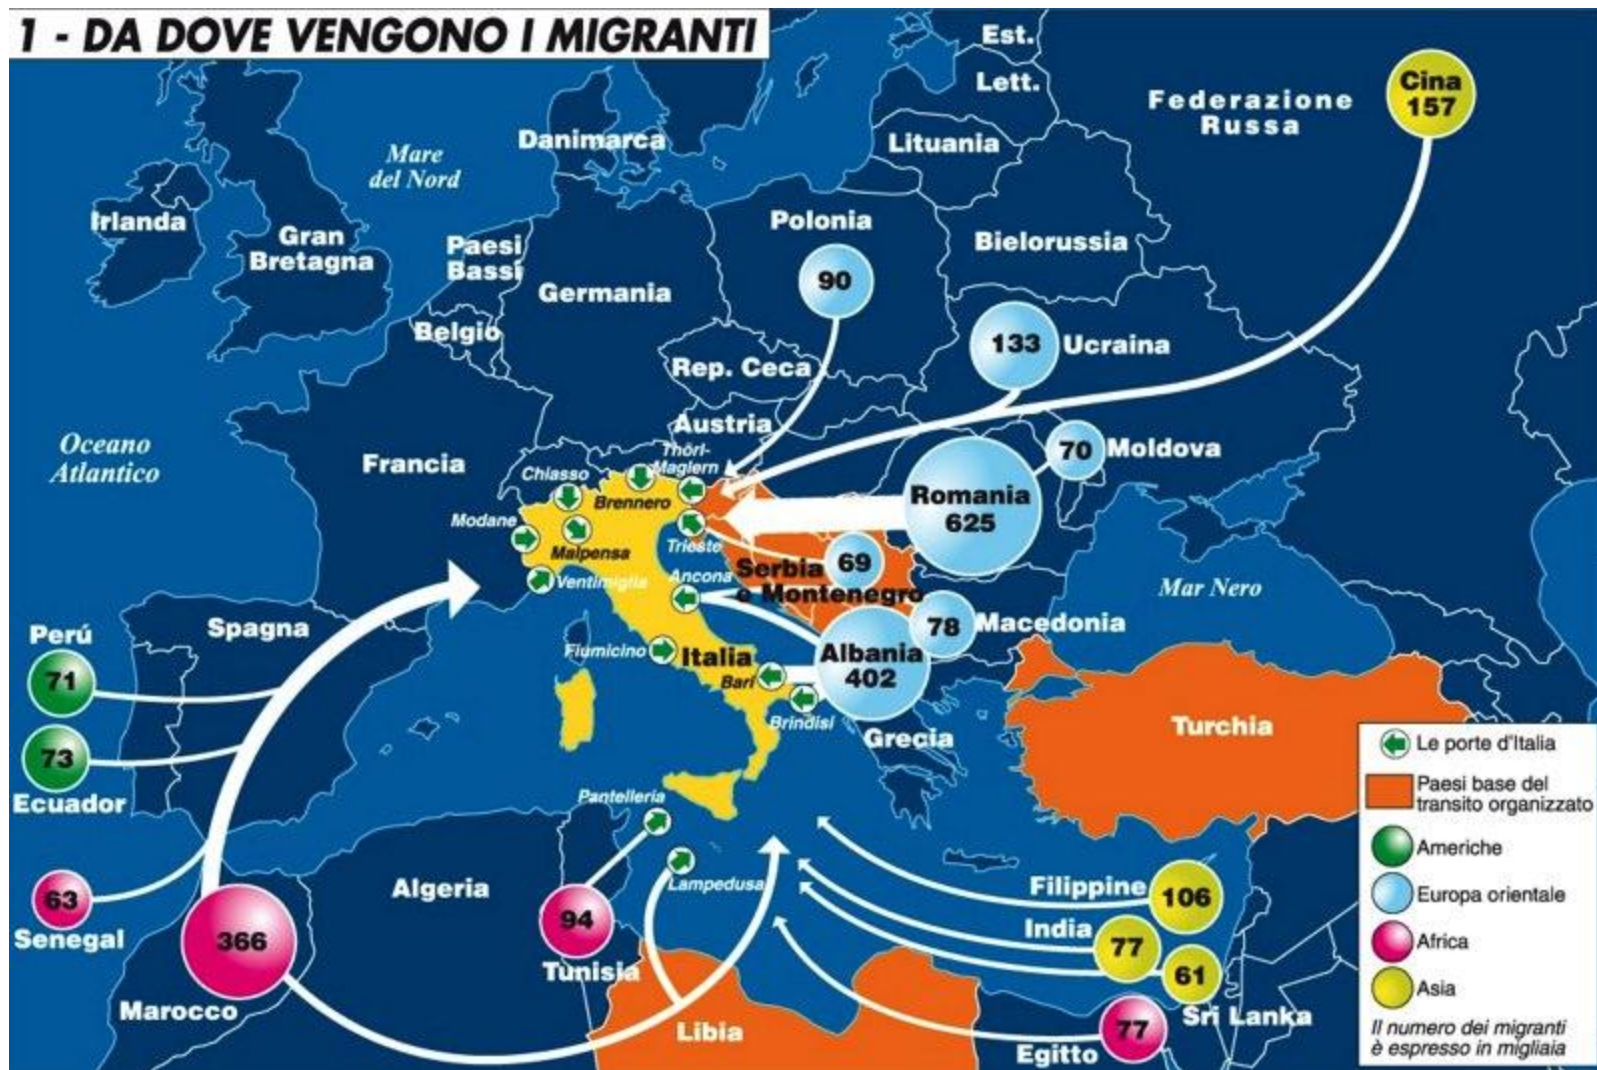 1 - DA DOVE VENGONO I MIGRANTI
Est.
Lett.
Cina
157
Federazione
Russa
Danimarca
Lituania
Mare
del Nord
Irlanda
Gran
Bretagna
Paesi
Bassi
Polonia
90
Bielorussia
Germania
Belgio
133
Ucraina
Rep. Ceca
Austria
Oceano
Atlantico
Francia
Thörl-
Maglern
Chiasso
Brennero
70
Moldova
Romania
625
Modane
Malpensa
Trieste
Ventimiglia
Ancona
Serbia
e Montenegro
69
Mar Nero
Perú
71
Spagna
78
Macedonia
Fiumicino
Italia
Albania
402
Bari
Brindisi
73
Ecuador
Grecia
Turchia
Pantelleria
Lampedusa
Algeria
63
Senegal
366
Marocco
94
Tunisia
Libia
Filippine
106
India
77
61
Sri Lanka
77
Egitto
Le porte d'Italia
Paesi base del
transito organizzato
Americhe
Europa orientale
Africa
Asia
Il numero dei migranti
è espresso in migliaia